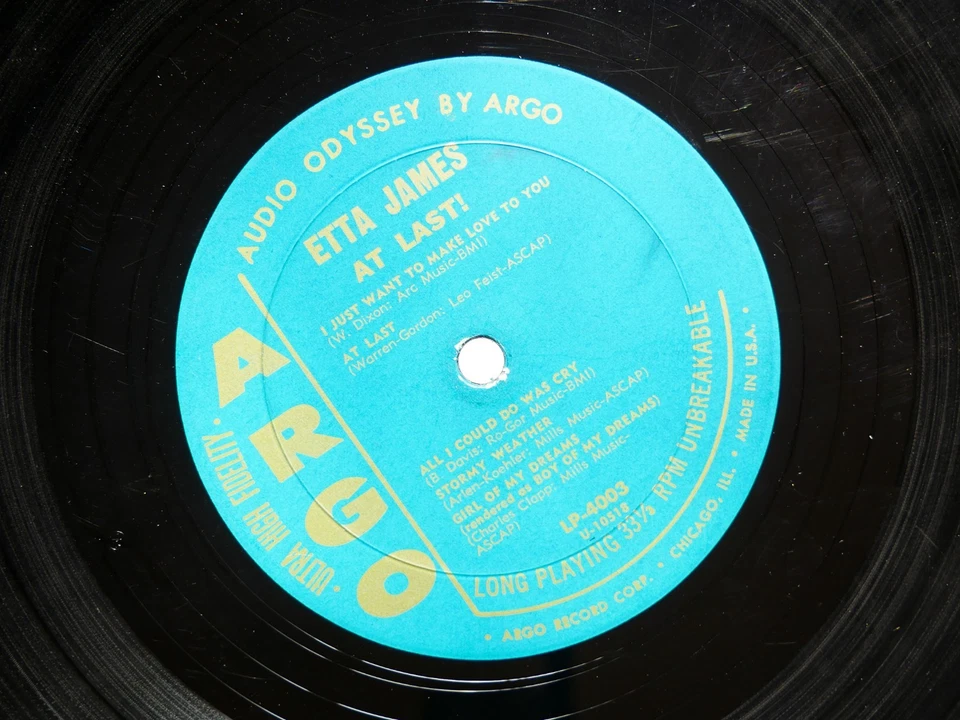 AUDIO ODYSSEY BY ARGO
ETTA JAMES
AT LAST!
I JUST WANT TO MAKE LOVE TO YOU
(W. Dixon: Arc Music-BMI)
AT LAST
(Warren-Gordon: Leo Feist-ASCAP)
ALL I COULD DO WAS CRY
(B. Davis: Ro-Gor Music-BMI)
STORMY WEATHER
(Arlen-Koehler: Mills Music-ASCAP)
GIRL OF MY DREAMS
(rendered as BOY OF MY DREAMS)
(Charles Clapp: Mills Music-
ASCAP)
LP-4003
U-10516
LONG PLAYING 33⅓ RPM UNBREAKABLE
ARGO
• ULTRA HIGH FIDELITY •
• ARGO RECORD CORP. • CHICAGO, ILL. • MADE IN U.S.A. •